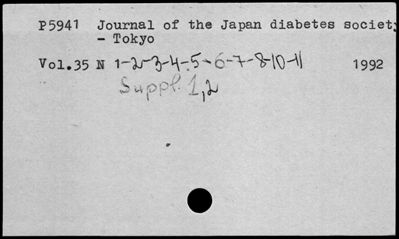 P5941 Journal of the Japan diabetes society
- Tokyo
Vol.35 N 1-2-3-4-5-6-7-8-10-11 1992
Suppl. 1,2